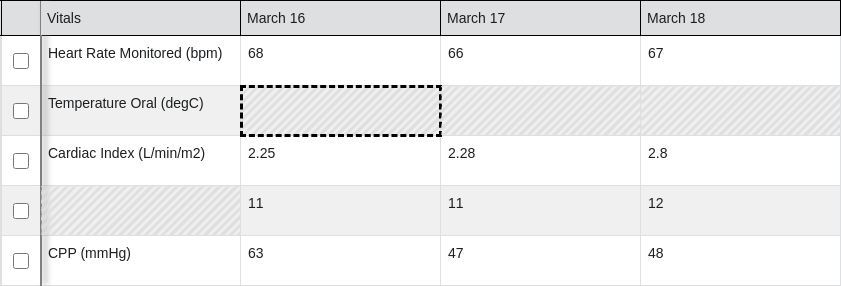 Vitals March 16 March 17 March 18
Heart Rate Monitored (bpm) 68 66 67
Temperature Oral (degC)
Cardiac Index (L/min/m2) 2.25 2.28 2.8
11 11 12
CPP (mmHg) 63 47 48